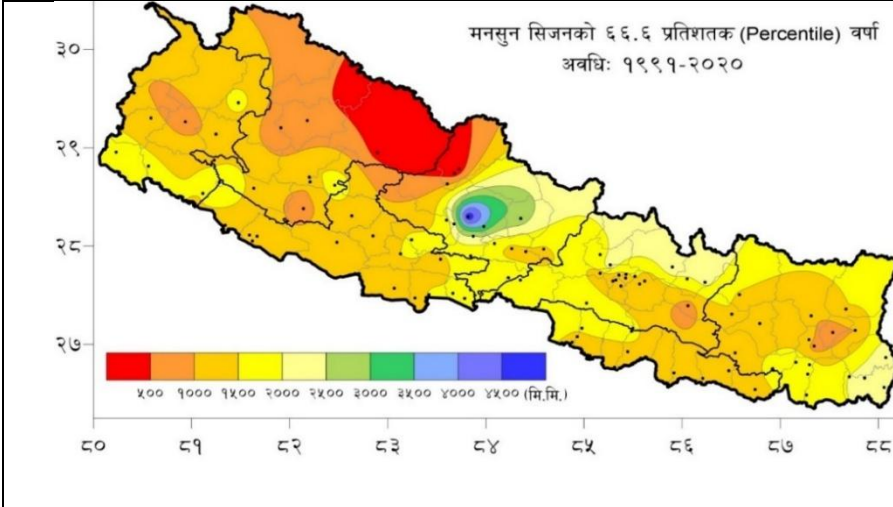 मनसुन सिजनको ६६.६ प्रतिशतक (Percentile) वर्षा
अवधिः १९९१-२०२०
३०
२९
२८
२७
५०० १००० १५०० २००० २५०० ३००० ३५०० ४००० ४५०० (मि.मि.)
८० ८१ ८२ ८३ ८४ ८५ ८६ ८७ ८८